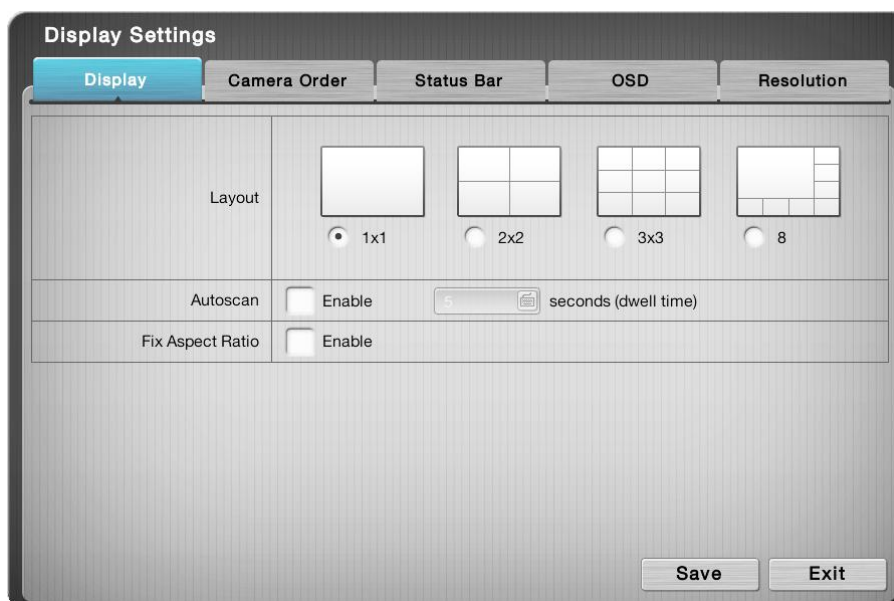 Display Settings
Display Camera Order Status Bar OSD Resolution
Layout 1x1 2x2 3x3 8
Autoscan Enable 5 seconds (dwell time)
Fix Aspect Ratio Enable
Save Exit